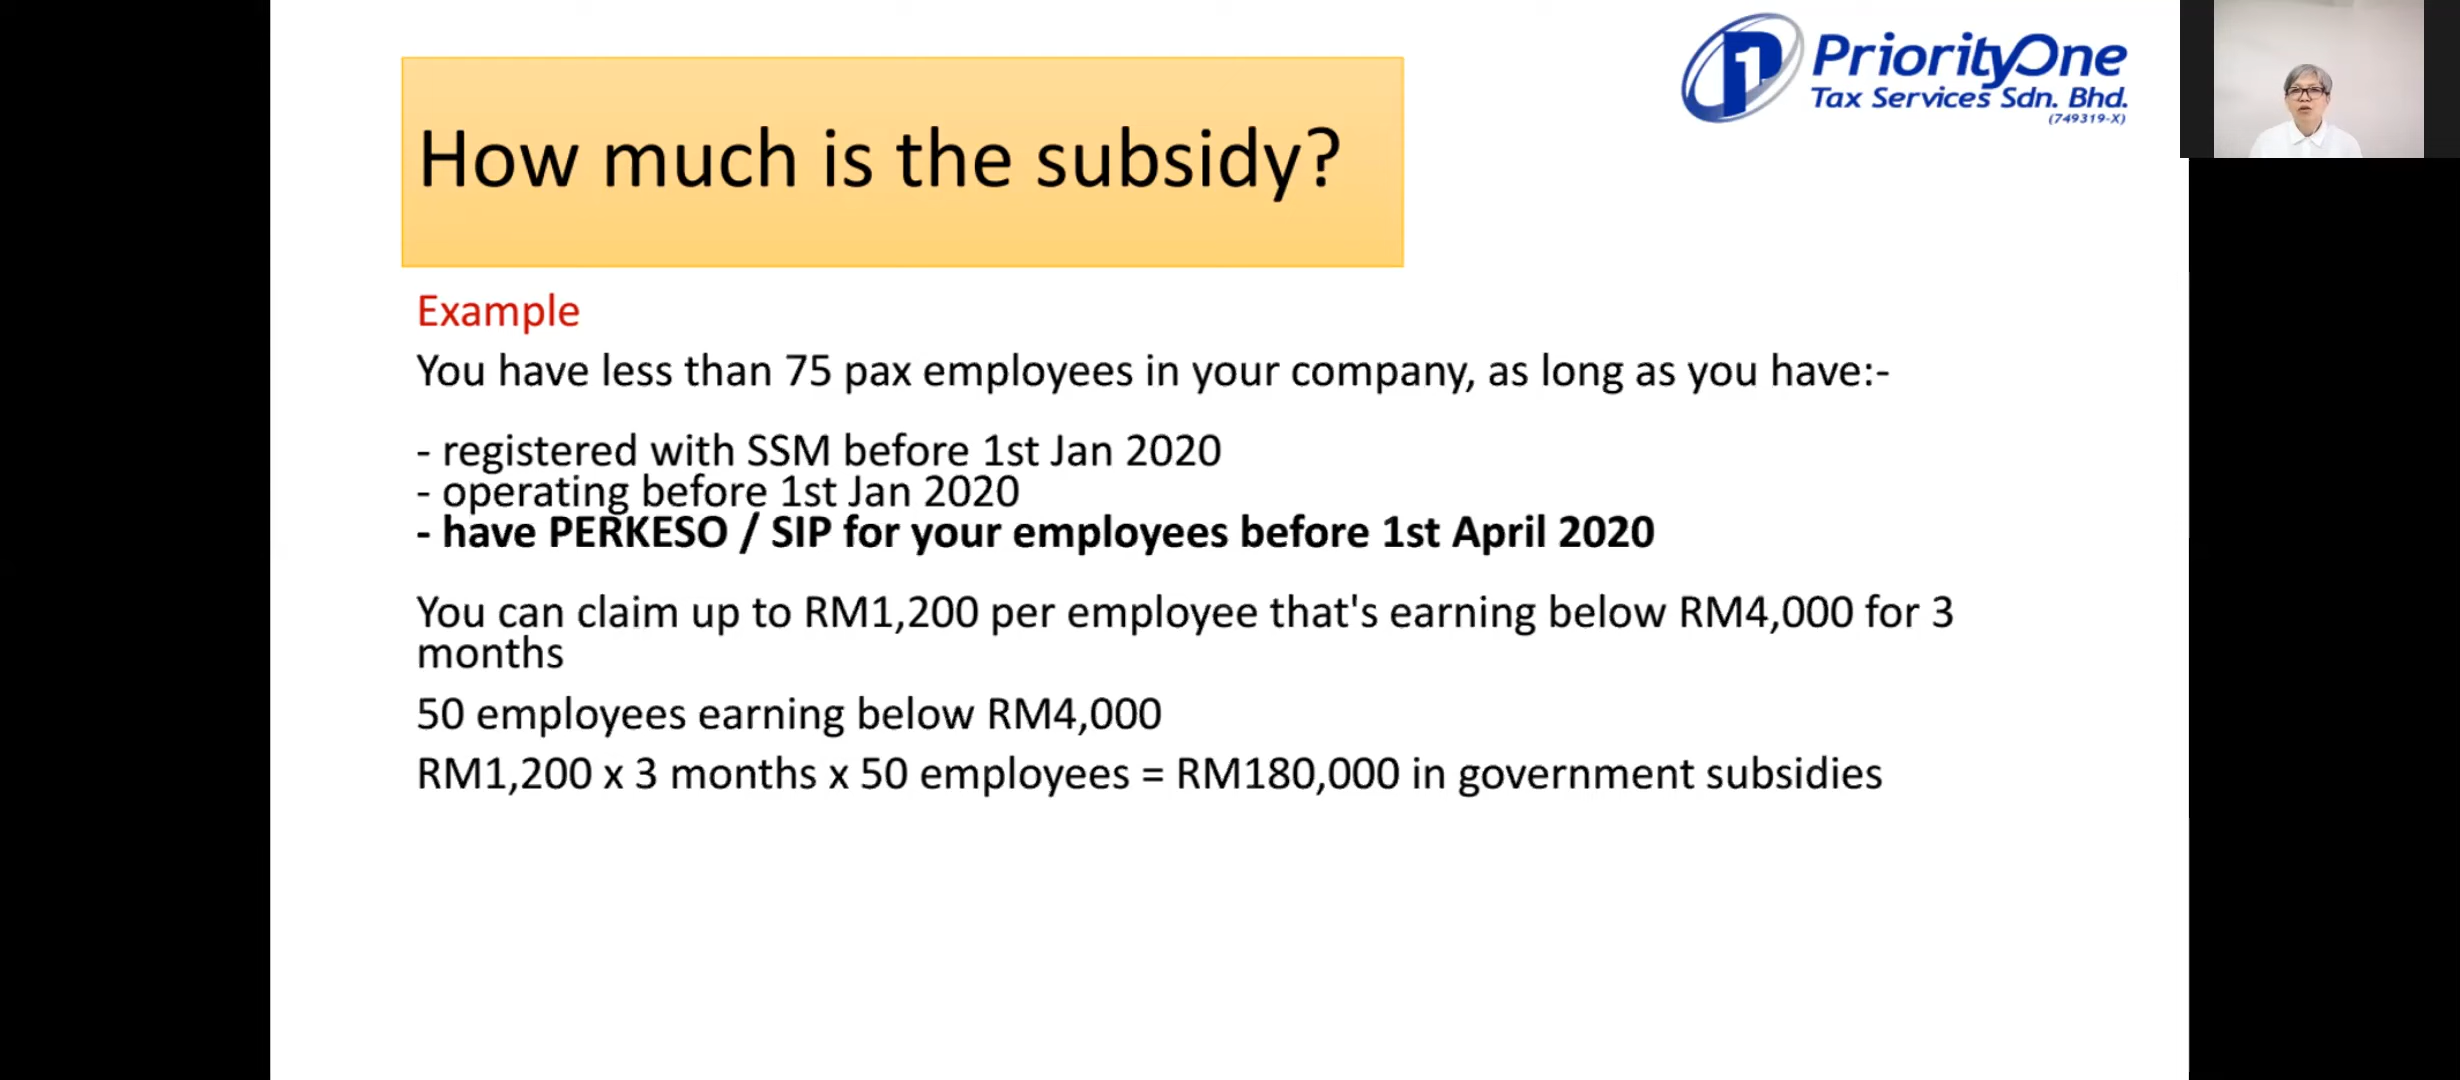 PriorityOne
Tax Services Sdn. Bhd.
(749319-X)
How much is the subsidy?
Example
You have less than 75 pax employees in your company, as long as you have:-
- registered with SSM before 1st Jan 2020
- operating before 1st Jan 2020
- have PERKESO / SIP for your employees before 1st April 2020
You can claim up to RM1,200 per employee that's earning below RM4,000 for 3
months
50 employees earning below RM4,000
RM1,200 x 3 months x 50 employees = RM180,000 in government subsidies